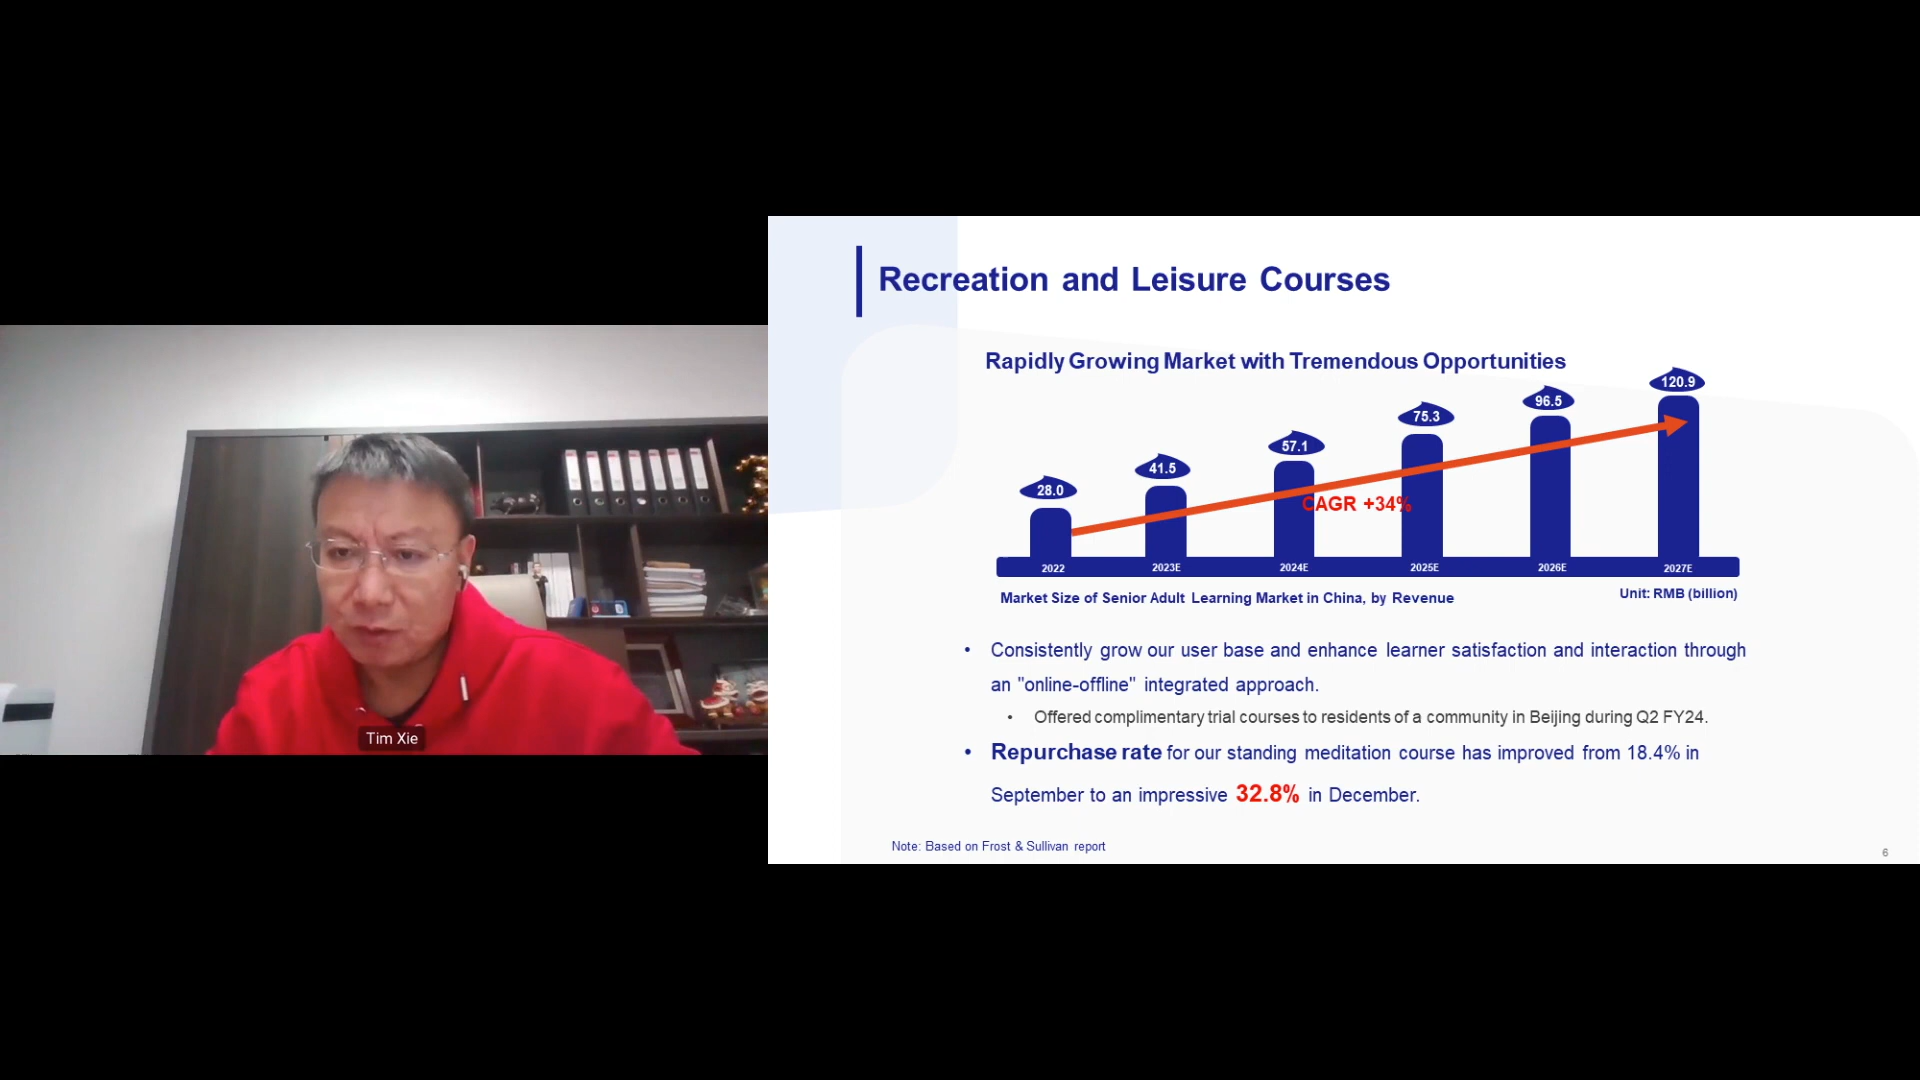 Recreation and Leisure Courses
Rapidly Growing Market with Tremendous Opportunities
28.0
41.5
57.1
75.3
96.5
120.9
CAGR +34%
2022
2023E
2024E
2025E
2026E
2027E
Market Size of Senior Adult Learning Market in China, by Revenue
Unit: RMB (billion)
• Consistently grow our user base and enhance learner satisfaction and interaction through
an "online-offline" integrated approach.
• Offered complimentary trial courses to residents of a community in Beijing during Q2 FY24.
• Repurchase rate for our standing meditation course has improved from 18.4% in
September to an impressive 32.8% in December.
Note: Based on Frost & Sullivan report
6
Tim Xie